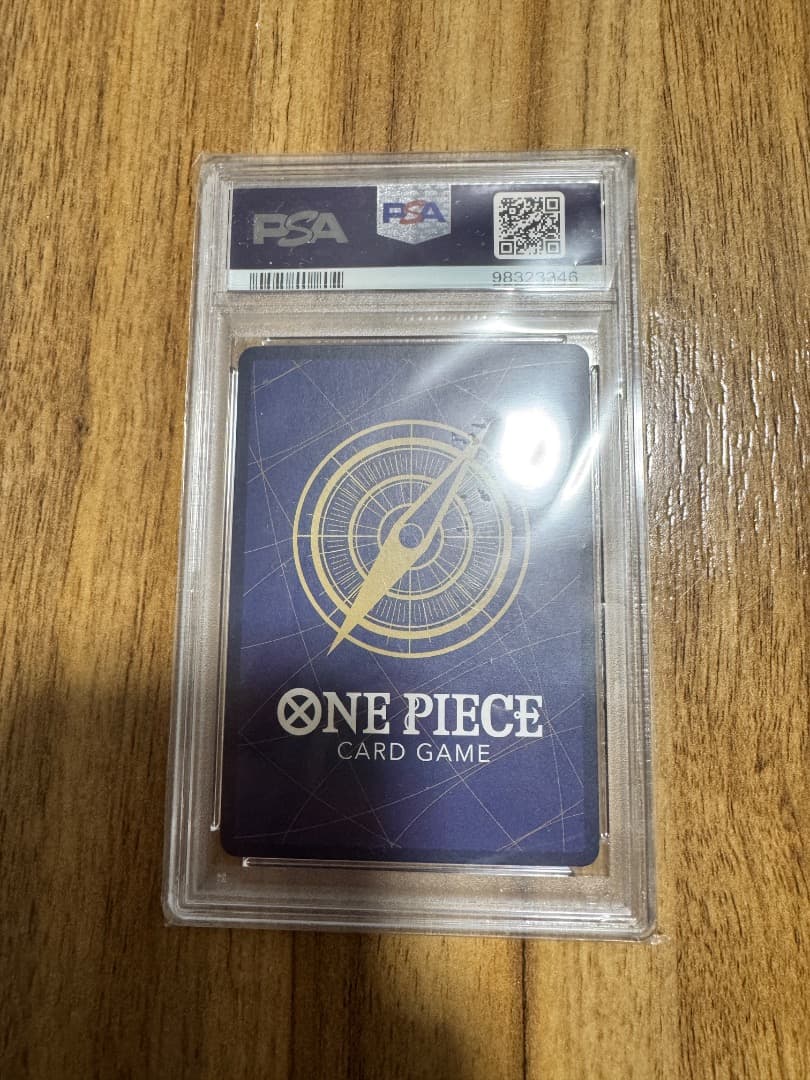 PSA PSA
98323346
ONE PIECE
CARD GAME